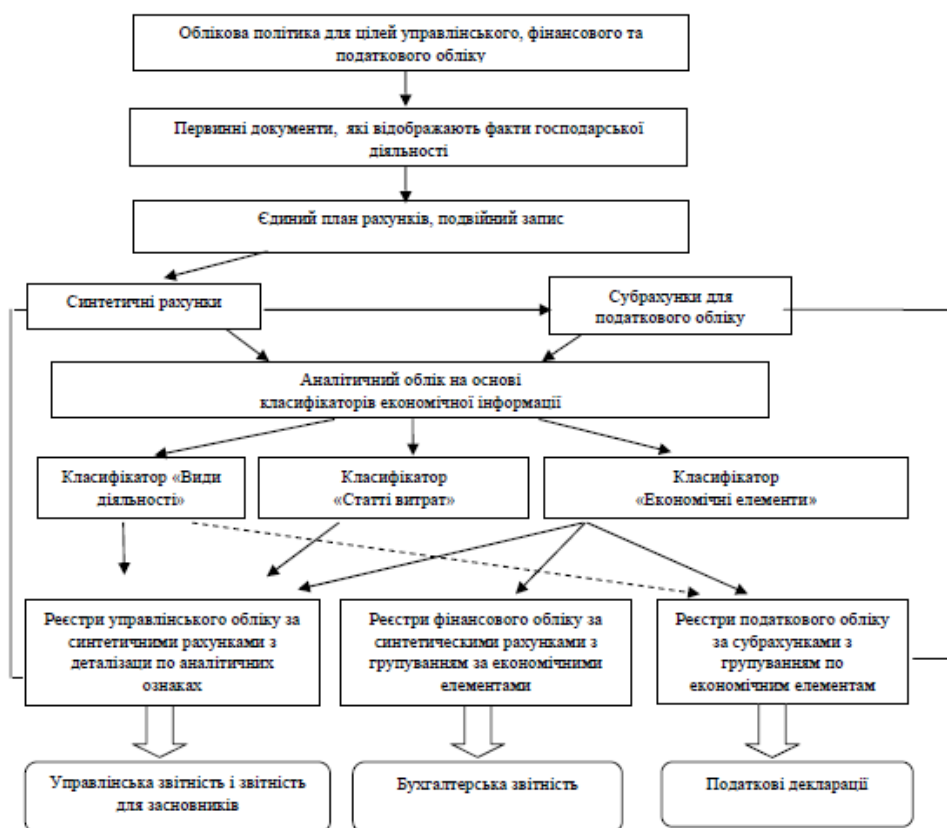 Облікова політика для цілей управлінського, фінансового та
податкового обліку
Первинні документи, які відображають факти господарської
діяльності
Єдиний план рахунків, подвійний запис
Синтетичні рахунки
Субрахунки для
податкового обліку
Аналітичний облік на основі
класифікаторів економічної інформації
Класифікатор «Види
діяльності»
Класифікатор
«Статті витрат»
Класифікатор
«Економічні елементи»
Реєстри управлінського обліку за
синтетичними рахунками з
деталізаци по аналітичних
ознаках
Реєстри фінансового обліку за
синтетическими рахунками з
групуванням за економічними
елементами
Реєстри податкового обліку
за субрахунками з
групуванням по
економічним елементам
Управлінська звітність і звітність
для засновників
Бухгалтерська звітність
Податкові декларації